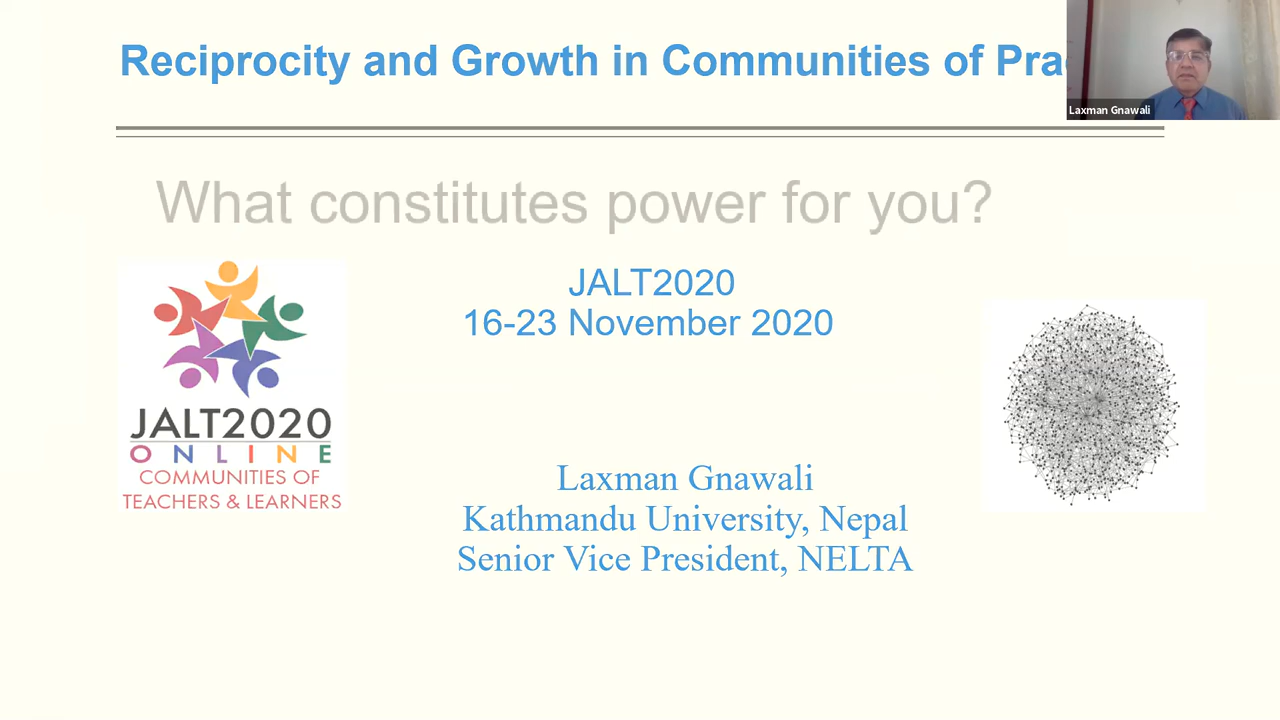 Reciprocity and Growth in Communities of
Laxman Gnawali
What constitutes power for you?
JALT2020
16-23 November 2020
JALT2020
ONLINE
COMMUNITIES OF
TEACHERS & LEARNERS
Laxman Gnawali
Kathmandu University, Nepal
Senior Vice President, NELTA